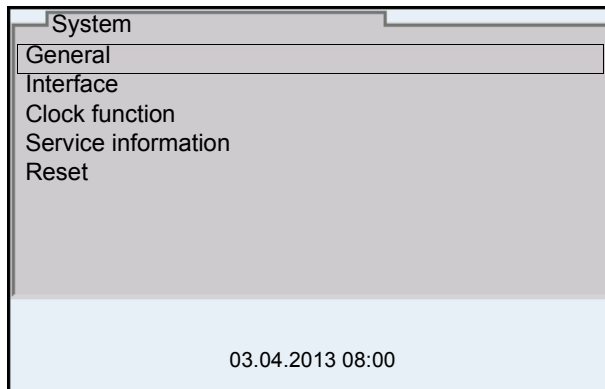 System
General
Interface
Clock function
Service information
Reset
03.04.2013 08:00